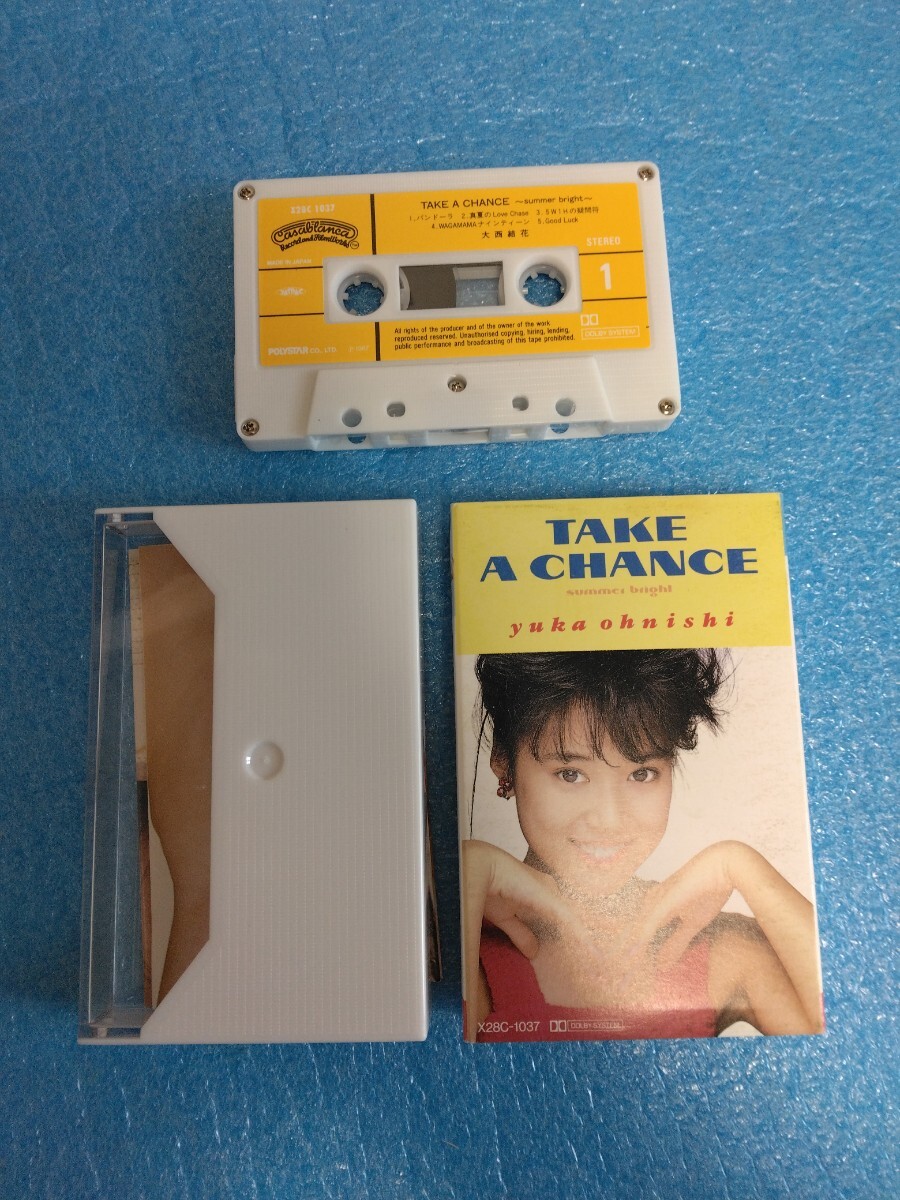 X28C 1037
Casablanca
Record and FilmWorks
MADE IN JAPAN
POLYSTAR CO., LTD.
TAKE A CHANCE ~summer bright~
1.パンドーラ 2.真夏のLove Chase 3.5W1Hの疑問符
4.WAGAMAMAナインティーン 5.Good Luck
大西結花
STEREO
1
DOLBY SYSTEM
All rights of the producer and of the owner of the work
reproduced reserved. Unauthorised copying, hiring, lending,
public performance and broadcasting of this tape prohibited.
TAKE
A CHANCE
summer bright
yuka ohnishi
X28C-1037 DOLBY SYSTEM